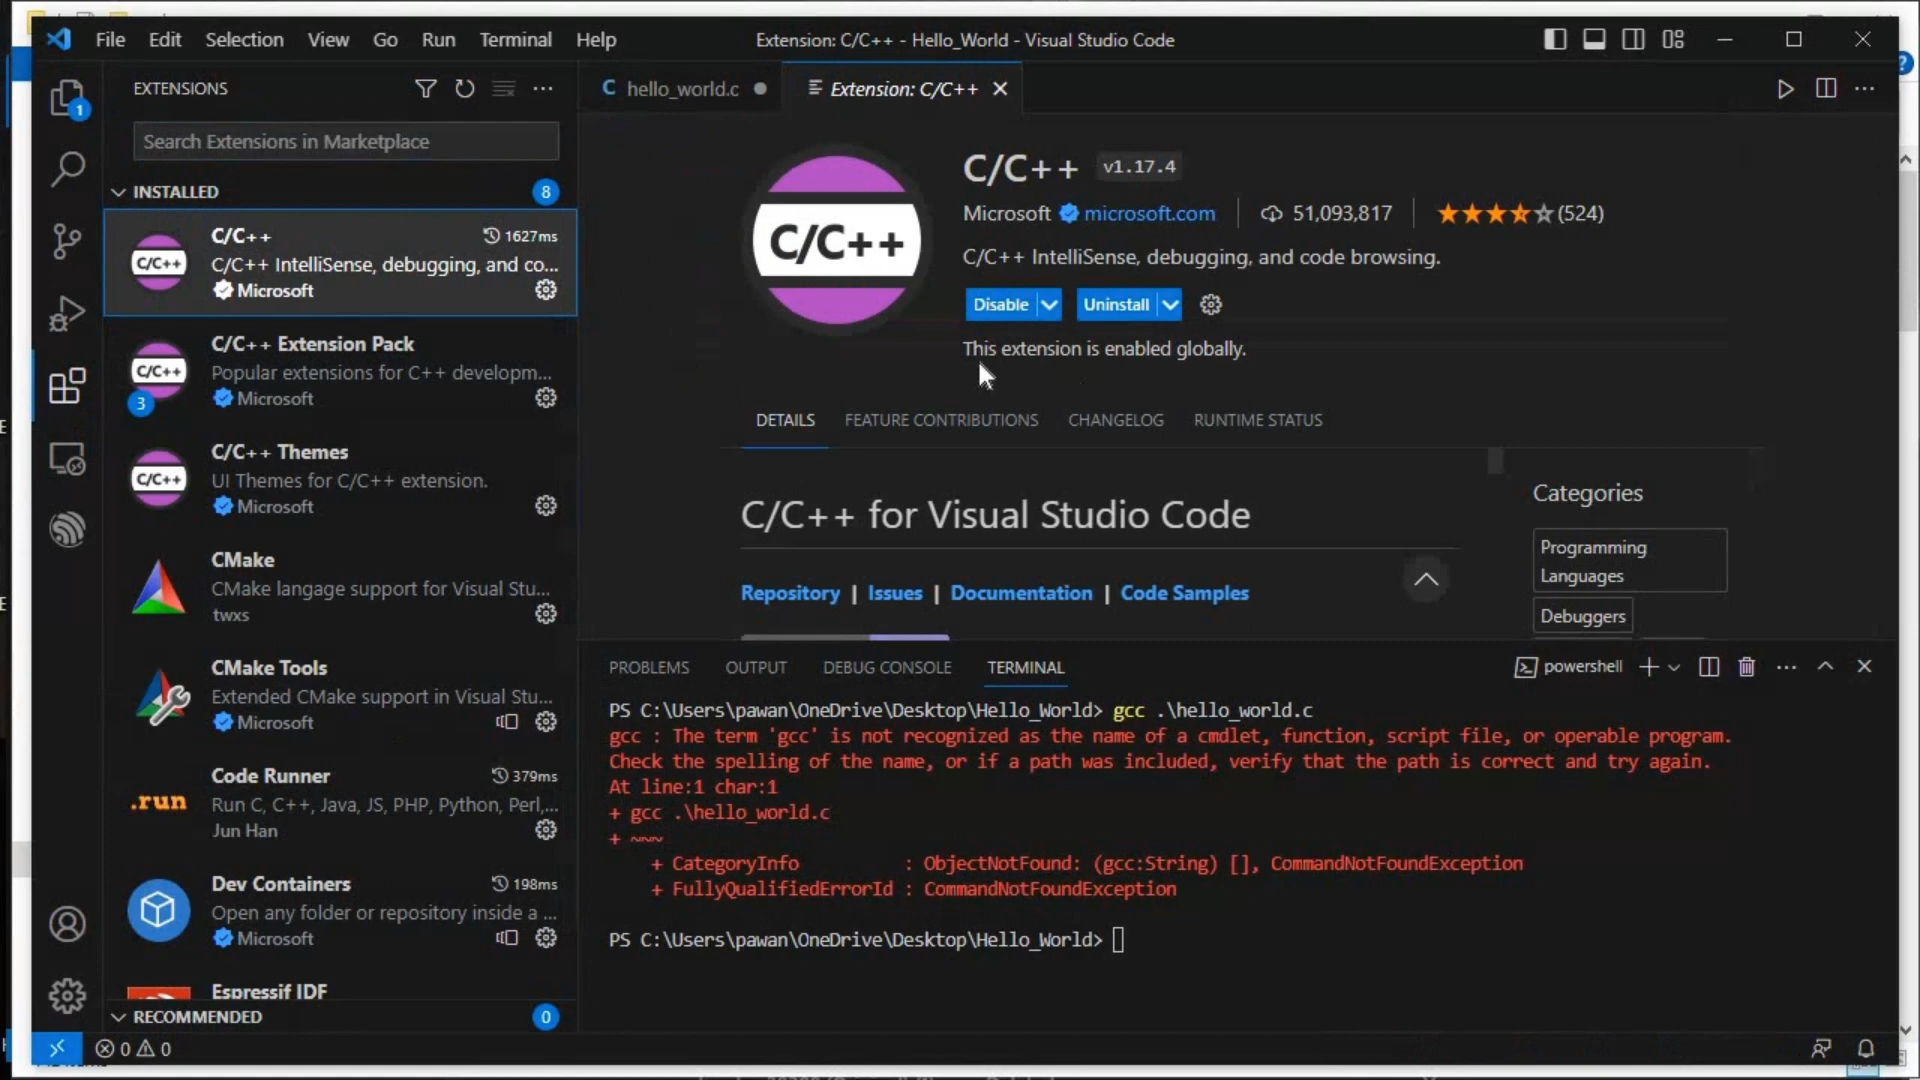 File Edit Selection View Go Run Terminal Help
Extension: C/C++ - Hello_World - Visual Studio Code
EXTENSIONS
Search Extensions in Marketplace
INSTALLED
8
1
C/C++
1627ms
C/C++ IntelliSense, debugging, and co...
Microsoft
C/C++
C/C++ Extension Pack
Popular extensions for C++ developm...
Microsoft
C/C++
3
C/C++ Themes
UI Themes for C/C++ extension.
Microsoft
C/C++
CMake
CMake langage support for Visual Stu...
twxs
CMake Tools
Extended CMake support in Visual Stu...
Microsoft
Code Runner
379ms
Run C, C++, Java, JS, PHP, Python, Perl,...
Jun Han
.run
Dev Containers
198ms
Open any folder or repository inside a ...
Microsoft
Espressif IDF
RECOMMENDED
0
C hello_world.c
Extension: C/C++
C/C++
C/C++ v1.17.4
Microsoft microsoft.com 51,093,817 (524)
C/C++ IntelliSense, debugging, and code browsing.
Disable Uninstall
This extension is enabled globally.
DETAILS FEATURE CONTRIBUTIONS CHANGELOG RUNTIME STATUS
C/C++ for Visual Studio Code
Repository | Issues | Documentation | Code Samples
Categories
Programming
Languages
Debuggers
PROBLEMS OUTPUT DEBUG CONSOLE TERMINAL
powershell
PS C:\Users\pawan\OneDrive\Desktop\Hello_World> gcc .\hello_world.c
gcc : The term 'gcc' is not recognized as the name of a cmdlet, function, script file, or operable program.
Check the spelling of the name, or if a path was included, verify that the path is correct and try again.
At line:1 char:1
+ gcc .\hello_world.c
+ ~~~
+ CategoryInfo : ObjectNotFound: (gcc:String) [], CommandNotFoundException
+ FullyQualifiedErrorId : CommandNotFoundException
PS C:\Users\pawan\OneDrive\Desktop\Hello_World>
0 0